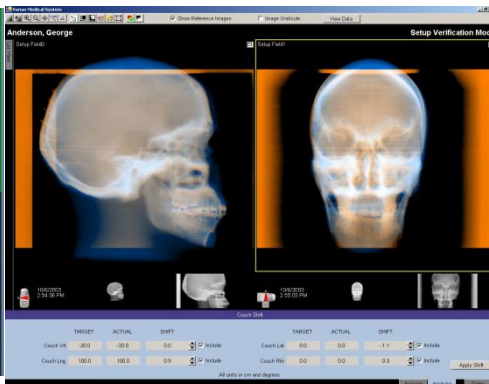 Varian Medical System
Show Reference Images
Image Graticule
View Data
Anderson, George
Setup Verification Mod
Setup Field0
Setup Field1
10/6/2003
2:54:06 PM
10/6/2003
2:55:03 PM
Couch Shift
TARGET ACTUAL SHIFT
TARGET ACTUAL SHIFT
Couch Vrt -20.0 -20.0 0.0 Include
Couch Lat 0.0 0.0 -1.1 Include
Couch Lng 100.0 100.0 0.9 Include
Couch Rtn 0.0 0.0 0.3 Include
All units in cm and degrees
Apply Shift